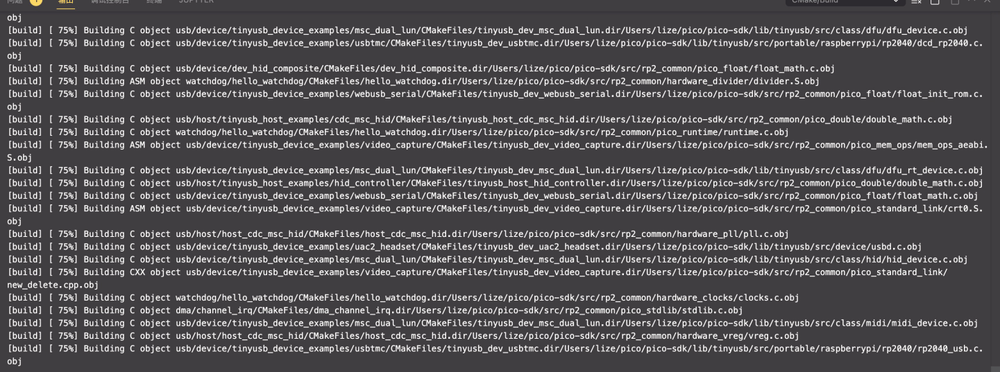 问题 1 输出 调试控制台 终端 JUPYTER CMake/Build
obj
[build] [ 75%] Building C object usb/device/tinyusb_device_examples/msc_dual_lun/CMakeFiles/tinyusb_dev_msc_dual_lun.dir/Users/lize/pico/pico-sdk/lib/tinyusb/src/class/dfu/dfu_device.c.obj
[build] [ 75%] Building C object usb/device/tinyusb_device_examples/usbtmc/CMakeFiles/tinyusb_dev_usbtmc.dir/Users/lize/pico/pico-sdk/lib/tinyusb/src/portable/raspberrypi/rp2040/dcd_rp2040.c.
obj
[build] [ 75%] Building C object usb/device/dev_hid_composite/CMakeFiles/dev_hid_composite.dir/Users/lize/pico/pico-sdk/src/rp2_common/pico_float/float_math.c.obj
[build] [ 75%] Building ASM object watchdog/hello_watchdog/CMakeFiles/hello_watchdog.dir/Users/lize/pico/pico-sdk/src/rp2_common/hardware_divider/divider.S.obj
[build] [ 75%] Building C object usb/device/tinyusb_device_examples/webusb_serial/CMakeFiles/tinyusb_dev_webusb_serial.dir/Users/lize/pico/pico-sdk/src/rp2_common/pico_float/float_init_rom.c.
obj
[build] [ 75%] Building C object usb/host/tinyusb_host_examples/cdc_msc_hid/CMakeFiles/tinyusb_host_cdc_msc_hid.dir/Users/lize/pico/pico-sdk/src/rp2_common/pico_double/double_math.c.obj
[build] [ 75%] Building C object watchdog/hello_watchdog/CMakeFiles/hello_watchdog.dir/Users/lize/pico/pico-sdk/src/rp2_common/pico_runtime/runtime.c.obj
[build] [ 75%] Building ASM object usb/device/tinyusb_device_examples/video_capture/CMakeFiles/tinyusb_dev_video_capture.dir/Users/lize/pico/pico-sdk/src/rp2_common/pico_mem_ops/mem_ops_aeabi.
S.obj
[build] [ 75%] Building C object usb/device/tinyusb_device_examples/msc_dual_lun/CMakeFiles/tinyusb_dev_msc_dual_lun.dir/Users/lize/pico/pico-sdk/lib/tinyusb/src/class/dfu/dfu_rt_device.c.obj
[build] [ 75%] Building C object usb/host/tinyusb_host_examples/hid_controller/CMakeFiles/tinyusb_host_hid_controller.dir/Users/lize/pico/pico-sdk/src/rp2_common/pico_double/double_math.c.obj
[build] [ 75%] Building C object usb/device/tinyusb_device_examples/webusb_serial/CMakeFiles/tinyusb_dev_webusb_serial.dir/Users/lize/pico/pico-sdk/src/rp2_common/pico_float/float_math.c.obj
[build] [ 75%] Building ASM object usb/device/tinyusb_device_examples/video_capture/CMakeFiles/tinyusb_dev_video_capture.dir/Users/lize/pico/pico-sdk/src/rp2_common/pico_standard_link/crt0.S.
obj
[build] [ 75%] Building C object usb/host/host_cdc_msc_hid/CMakeFiles/host_cdc_msc_hid.dir/Users/lize/pico/pico-sdk/src/rp2_common/hardware_pll/pll.c.obj
[build] [ 75%] Building C object usb/device/tinyusb_device_examples/uac2_headset/CMakeFiles/tinyusb_dev_uac2_headset.dir/Users/lize/pico/pico-sdk/lib/tinyusb/src/device/usbd.c.obj
[build] [ 75%] Building C object usb/device/tinyusb_device_examples/msc_dual_lun/CMakeFiles/tinyusb_dev_msc_dual_lun.dir/Users/lize/pico/pico-sdk/lib/tinyusb/src/class/hid/hid_device.c.obj
[build] [ 75%] Building CXX object usb/device/tinyusb_device_examples/video_capture/CMakeFiles/tinyusb_dev_video_capture.dir/Users/lize/pico/pico-sdk/src/rp2_common/pico_standard_link/
new_delete.cpp.obj
[build] [ 75%] Building C object watchdog/hello_watchdog/CMakeFiles/hello_watchdog.dir/Users/lize/pico/pico-sdk/src/rp2_common/hardware_clocks/clocks.c.obj
[build] [ 75%] Building C object dma/channel_irq/CMakeFiles/dma_channel_irq.dir/Users/lize/pico/pico-sdk/src/rp2_common/pico_stdlib/stdlib.c.obj
[build] [ 75%] Building C object usb/device/tinyusb_device_examples/msc_dual_lun/CMakeFiles/tinyusb_dev_msc_dual_lun.dir/Users/lize/pico/pico-sdk/lib/tinyusb/src/class/midi/midi_device.c.obj
[build] [ 75%] Building C object usb/host/host_cdc_msc_hid/CMakeFiles/host_cdc_msc_hid.dir/Users/lize/pico/pico-sdk/src/rp2_common/hardware_vreg/vreg.c.obj
[build] [ 75%] Building C object usb/device/tinyusb_device_examples/usbtmc/CMakeFiles/tinyusb_dev_usbtmc.dir/Users/lize/pico/pico-sdk/lib/tinyusb/src/portable/raspberrypi/rp2040/rp2040_usb.c.
obj